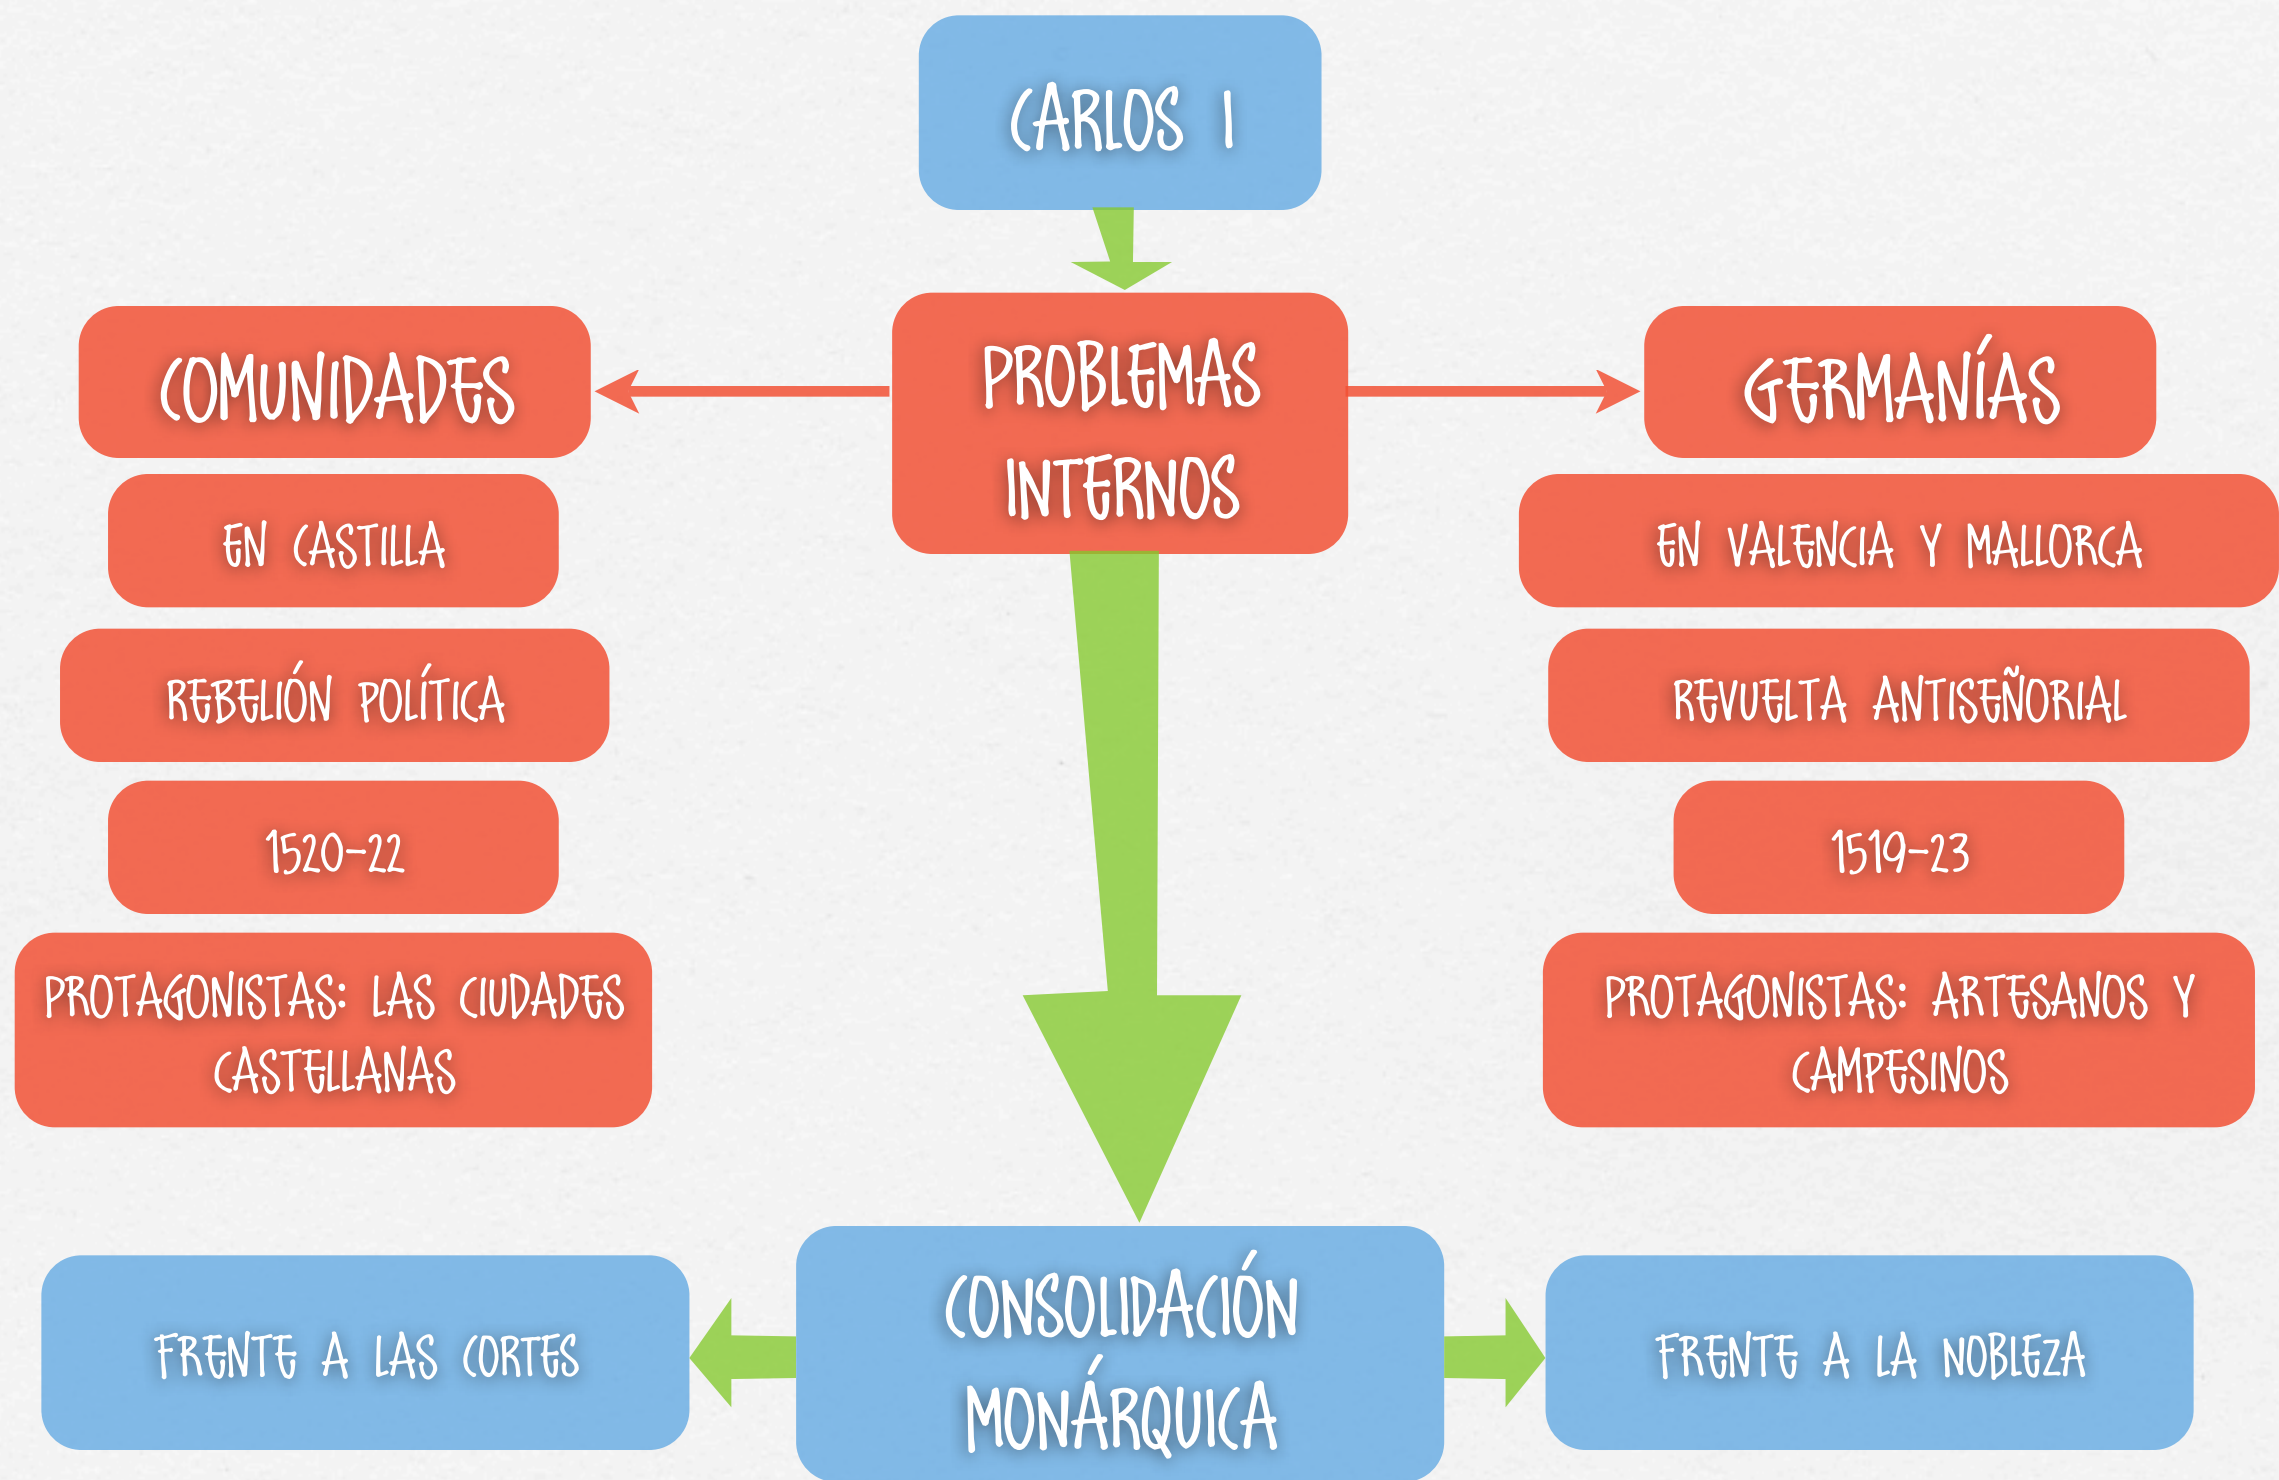 CARLOS I
PROBLEMAS
INTERNOS
COMUNIDADES
EN CASTILLA
REBELIÓN POLÍTICA
1520-22
PROTAGONISTAS: LAS CIUDADES
CASTELLANAS
GERMANÍAS
EN VALENCIA Y MALLORCA
REVUELTA ANTISEÑORIAL
1519-23
PROTAGONISTAS: ARTESANOS Y
CAMPESINOS
CONSOLIDACIÓN
MONÁRQUICA
FRENTE A LAS CORTES
FRENTE A LA NOBLEZA